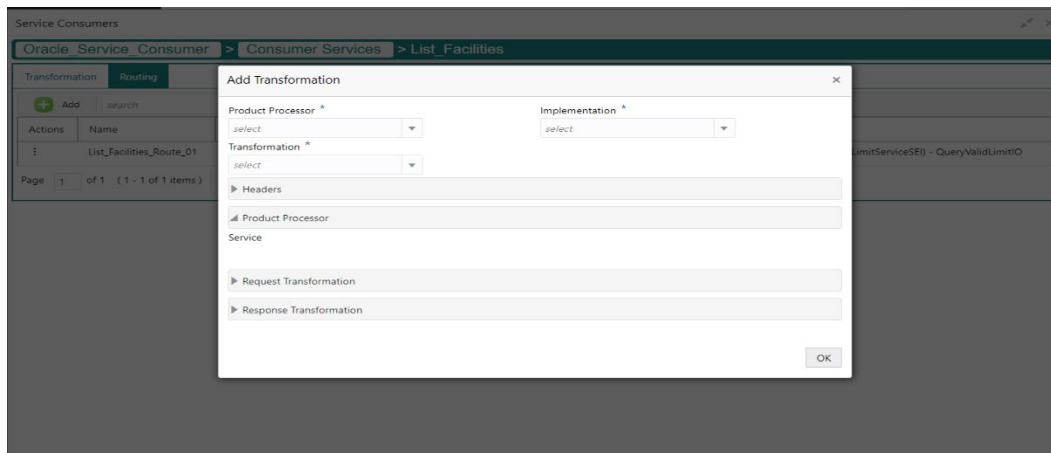 Service Consumers
Oracle_Service_Consumer > Consumer Services > List_Facilities
Transformation Routing
Add Transformation
Add search
Product Processor * Implementation *
select select
Actions Name
Transformation *
List_Facilities_Route_01 select LimitServiceSEI) - QueryValidLimitIO
Page 1 of 1 ( 1 - 1 of 1 items )
Headers
Product Processor
Service
Request Transformation
Response Transformation
OK